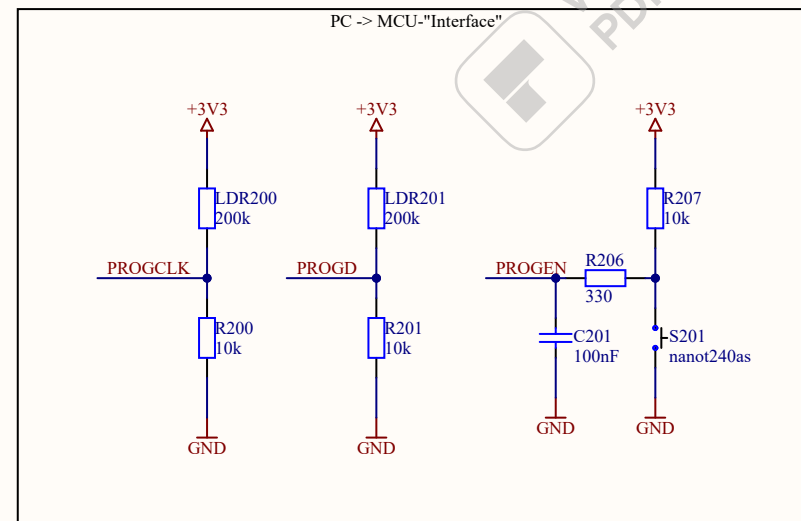 PC -> MCU-"Interface"
+3V3
+3V3
+3V3
LDR200
200k
LDR201
200k
R207
10k
PROGCLK
PROGD
PROGEN
R206
330
R200
10k
R201
10k
C201
100nF
S201
nanot240as
GND
GND
GND
GND